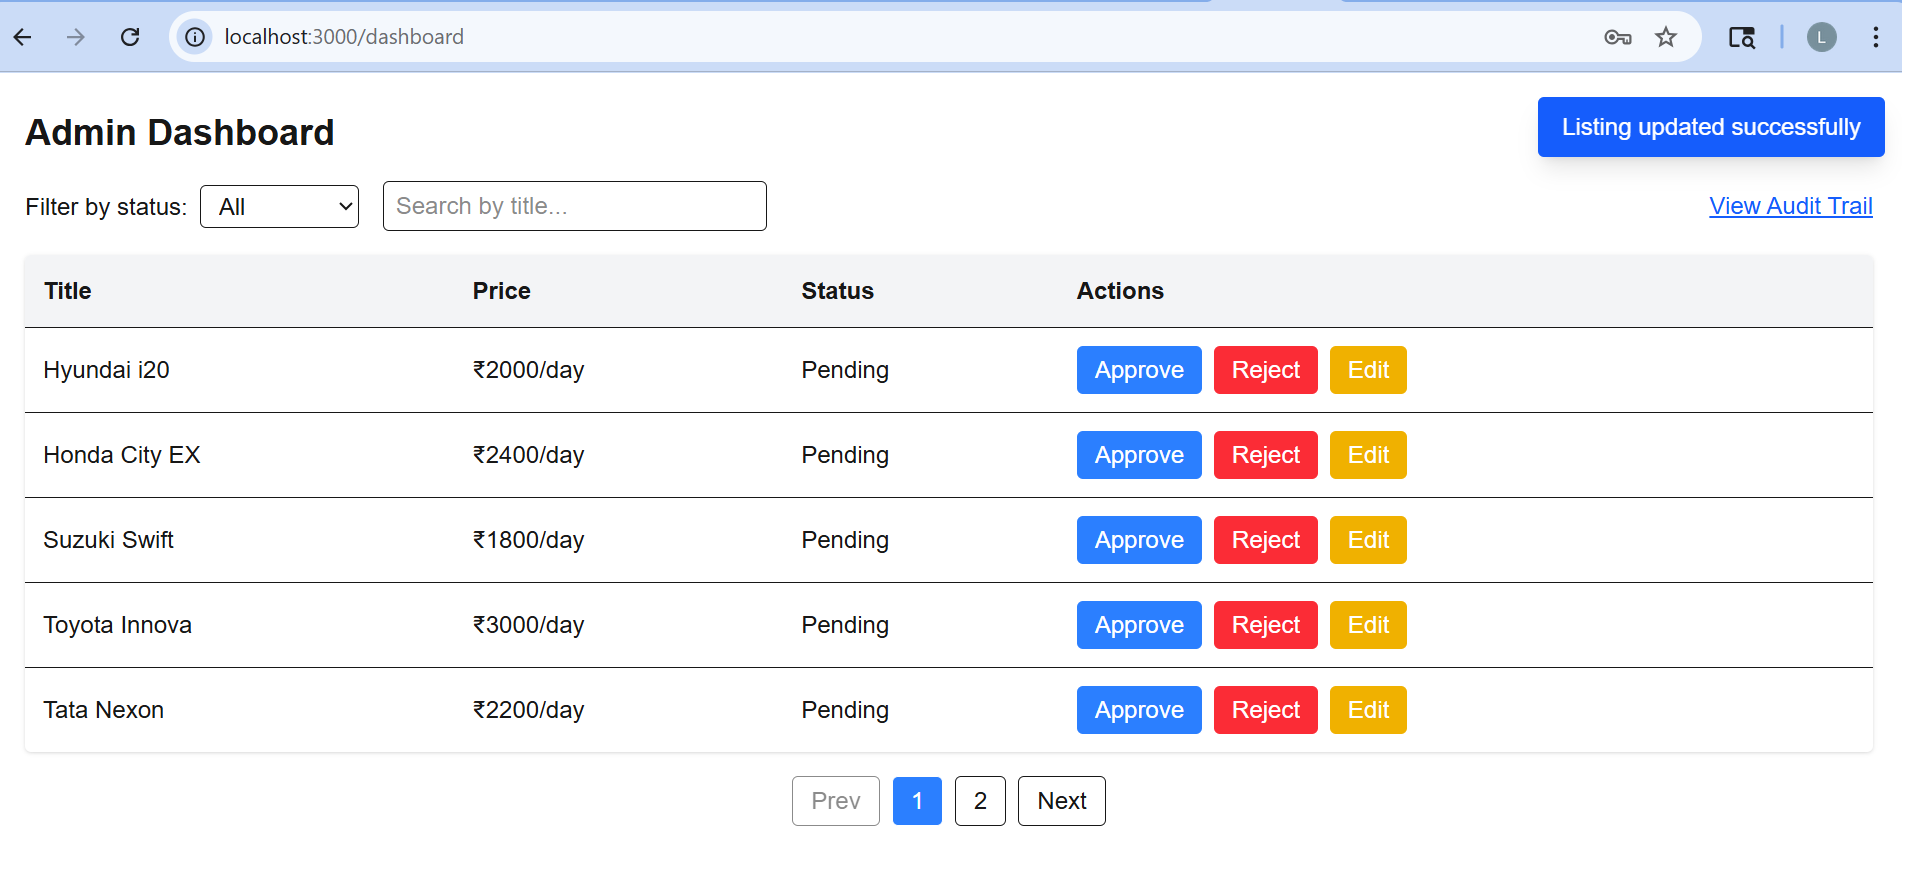 localhost:3000/dashboard
L
Admin Dashboard
Listing updated successfully
Filter by status: All Search by title... View Audit Trail
Title Price Status Actions
Hyundai i20 ₹2000/day Pending Approve Reject Edit
Honda City EX ₹2400/day Pending Approve Reject Edit
Suzuki Swift ₹1800/day Pending Approve Reject Edit
Toyota Innova ₹3000/day Pending Approve Reject Edit
Tata Nexon ₹2200/day Pending Approve Reject Edit
Prev 1 2 Next